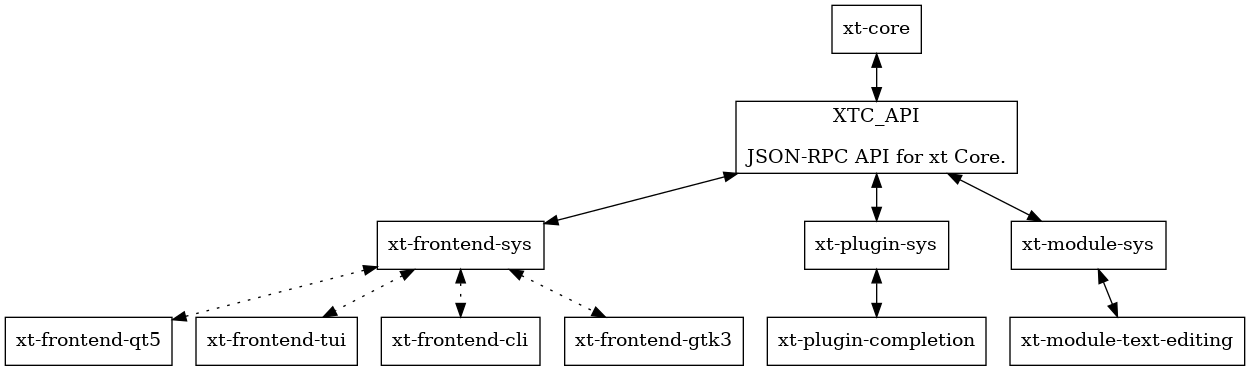 xt-core
XTC_API
JSON-RPC API for xt Core.
xt-frontend-sys
xt-plugin-sys
xt-module-sys
xt-frontend-qt5
xt-frontend-tui
xt-frontend-cli
xt-frontend-gtk3
xt-plugin-completion
xt-module-text-editing